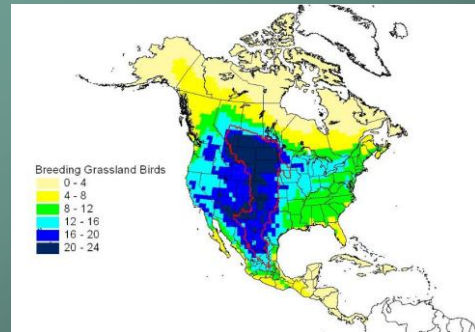 Breeding Grassland Birds
0 - 4
4 - 8
8 - 12
12 - 16
16 - 20
20 - 24